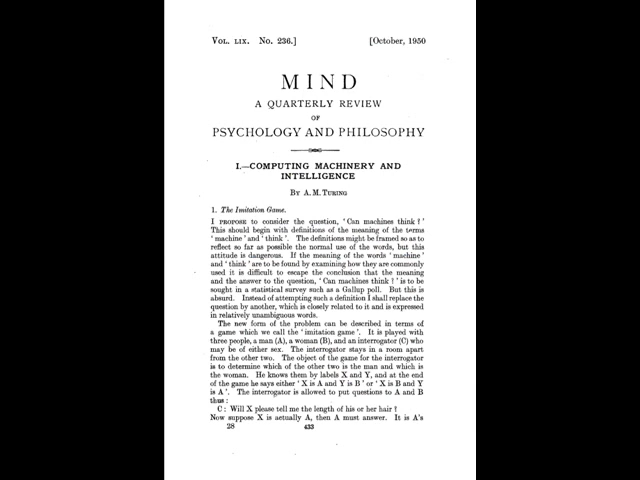 VOL. LIX. No. 236.] [October, 1950
MIND
A QUARTERLY REVIEW
OF
PSYCHOLOGY AND PHILOSOPHY
I.—COMPUTING MACHINERY AND
INTELLIGENCE
BY A. M. TURING
1. The Imitation Game.
I PROPOSE to consider the question, ' Can machines think ? '
This should begin with definitions of the meaning of the terms
' machine ' and ' think '. The definitions might be framed so as to
reflect so far as possible the normal use of the words, but this
attitude is dangerous. If the meaning of the words ' machine '
and ' think ' are to be found by examining how they are commonly
used it is difficult to escape the conclusion that the meaning
and the answer to the question, ' Can machines think ? ' is to be
sought in a statistical survey such as a Gallup poll. But this is
absurd. Instead of attempting such a definition I shall replace the
question by another, which is closely related to it and is expressed
in relatively unambiguous words.
The new form of the problem can be described in terms of
a game which we call the ' imitation game '. It is played with
three people, a man (A), a woman (B), and an interrogator (C) who
may be of either sex. The interrogator stays in a room apart
from the other two. The object of the game for the interrogator
is to determine which of the other two is the man and which is
the woman. He knows them by labels X and Y, and at the end
of the game he says either ' X is A and Y is B ' or ' X is B and Y
is A '. The interrogator is allowed to put questions to A and B
thus :
C : Will X please tell me the length of his or her hair ?
Now suppose X is actually A, then A must answer. It is A's
28 433